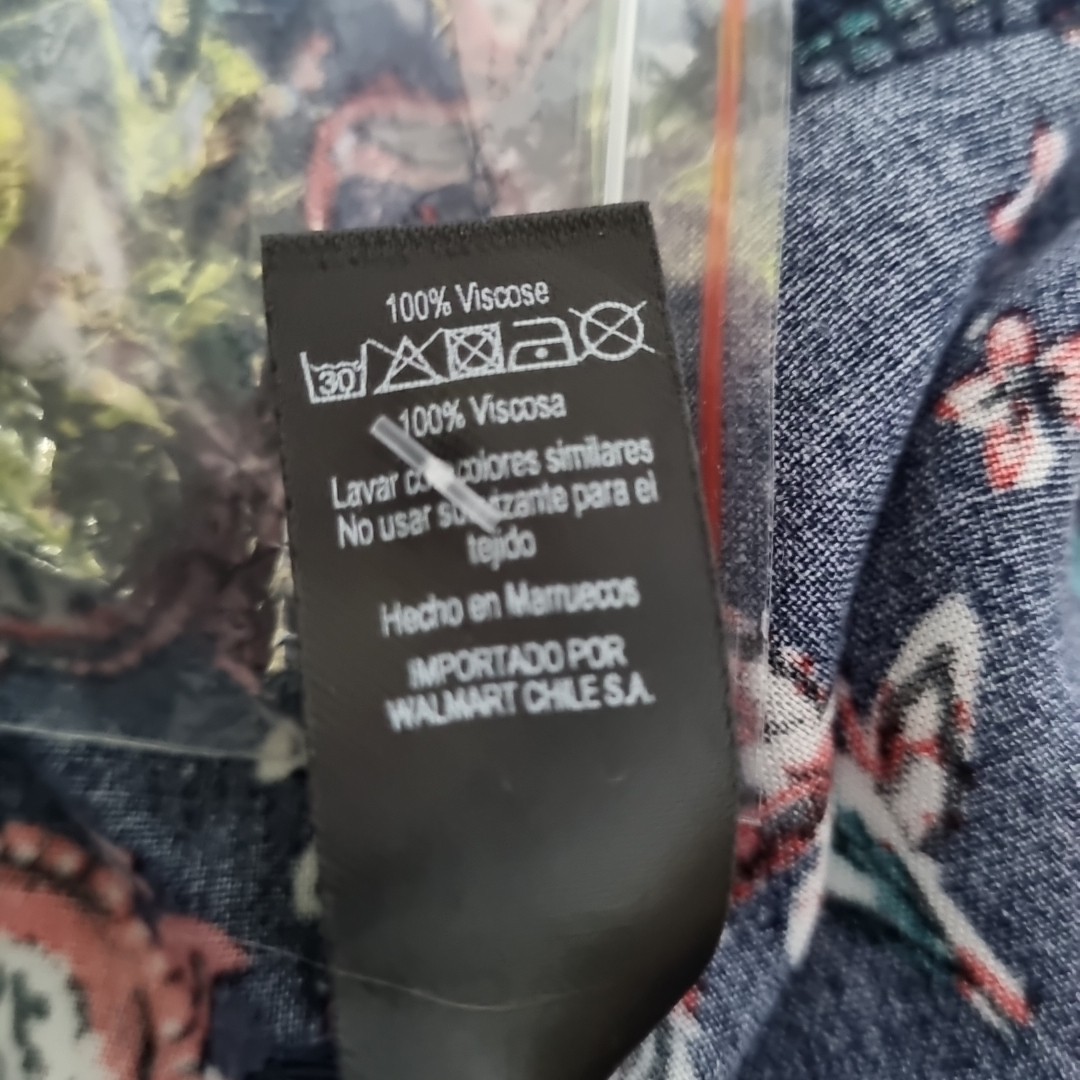 100% Viscose
30
100% Viscosa
Lavar colores similares
No usar para el
tejido
Hecho en Marruecos
IMPORTADO POR
WALMART CHILE S.A.